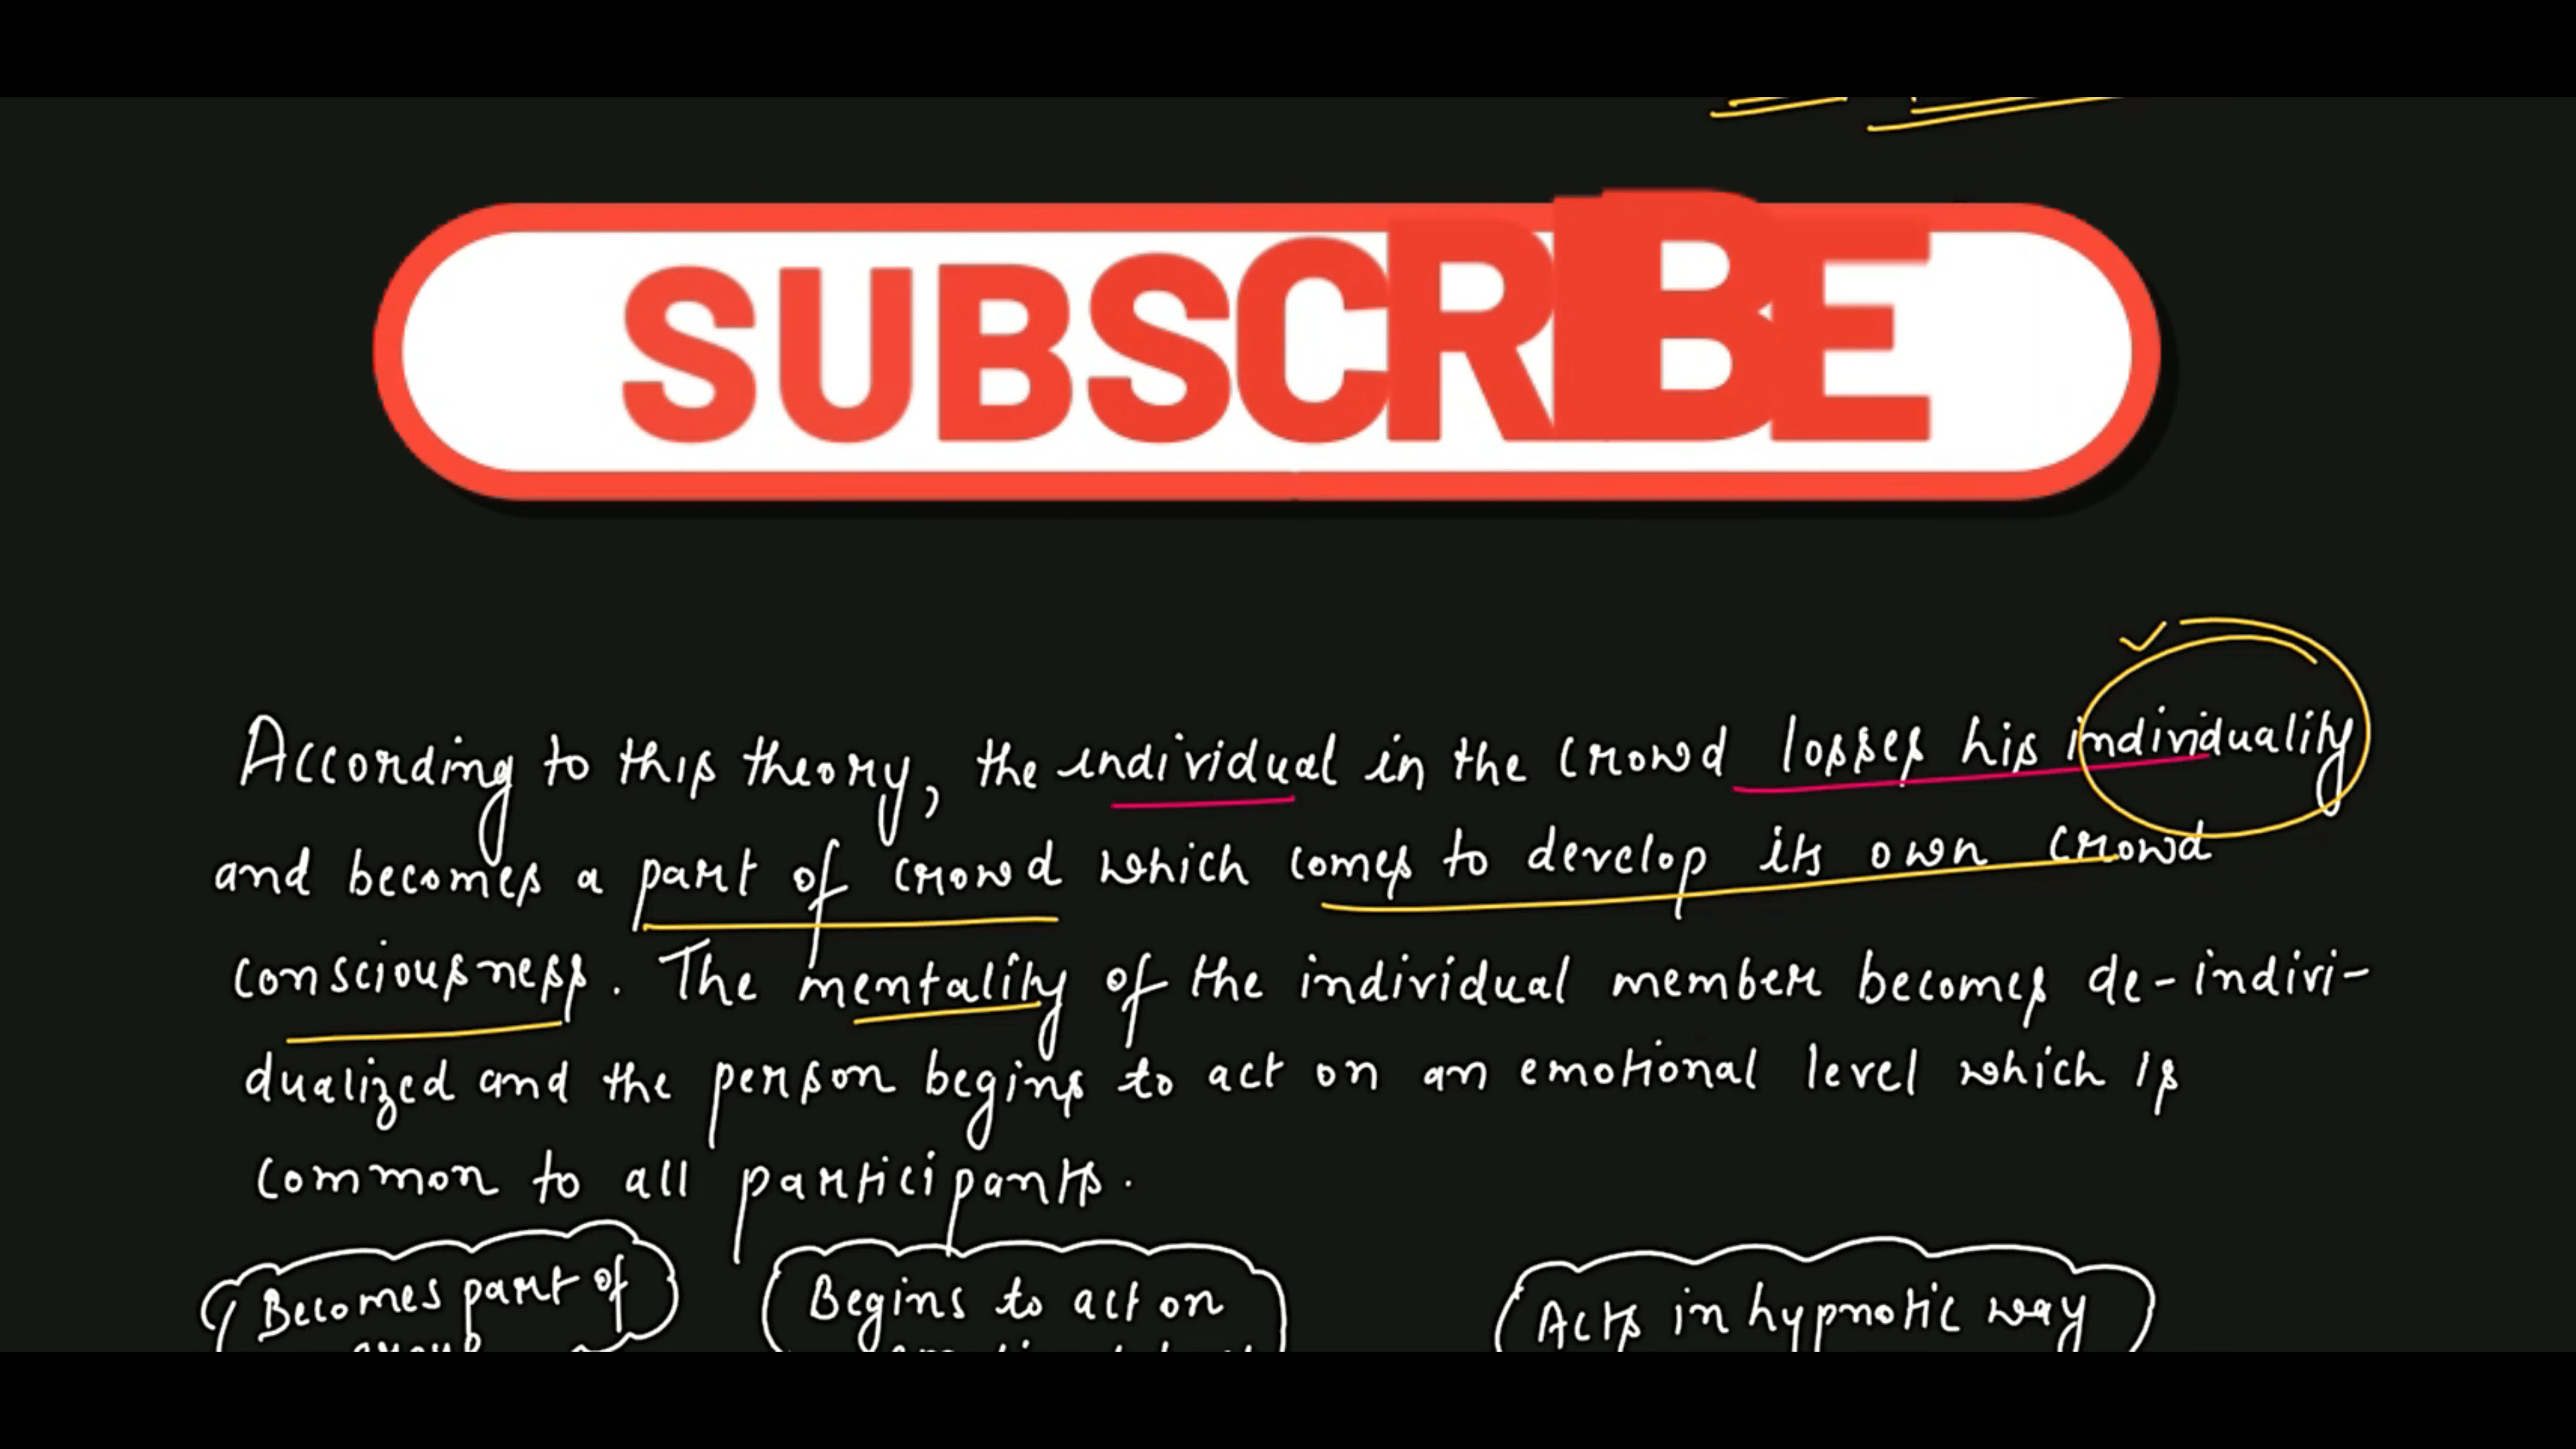 SUBSCRIBE
According to this theory, the individual in the crowd losses his individuality
and becomes a part of crowd which comes to develop its own crowd
consciousness. The mentality of the individual member becomes de-indivi-
dualized and the person begins to act on an emotional level which is
common to all participants.
Becomes part of
Begins to act on
Acts in hypnotic way